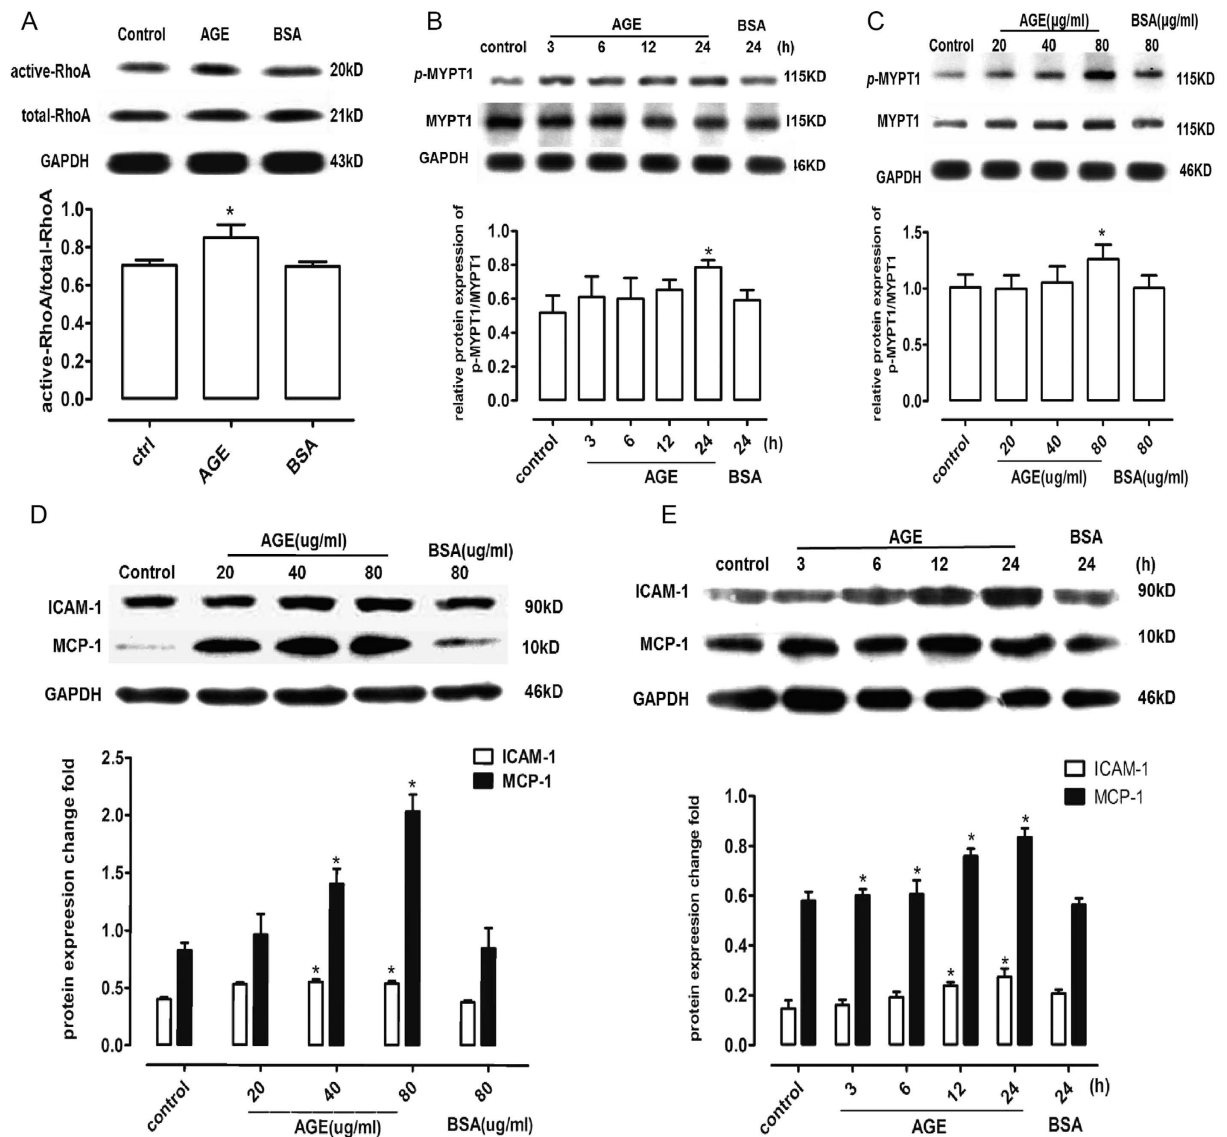 A
Control AGE BSA
active-RhoA 20kD
total-RhoA 21kD
GAPDH 43kD
active-RhoA/total-RhoA
1.0
0.8
0.6
0.4
0.2
0.0
*
ctrl AGE BSA
B
AGE BSA
control 3 6 12 24 24 (h)
p-MYPT1 115KD
MYPT1 115KD
GAPDH 46KD
relative protein expression of
p-MYPT1/MYPT1
1.0
0.8
0.6
0.4
0.2
0.0
*
control 3 6 12 24 24 (h)
AGE BSA
C
AGE(µg/ml) BSA(µg/ml)
Control 20 40 80 80
p-MYPT1 115KD
MYPT1 115KD
GAPDH 46KD
relative protein expression of
p-MYPT1/MYPT1
1.5
1.0
0.5
0.0
*
control 20 40 80 80
AGE(ug/ml) BSA(ug/ml)
D
AGE(ug/ml) BSA(ug/ml)
Control 20 40 80 80
ICAM-1 90kD
MCP-1 10kD
GAPDH 46kD
protein expreesion change fold
2.5
2.0
1.5
1.0
0.5
0.0
ICAM-1
MCP-1
* * * *
control 20 40 80 80
AGE(ug/ml) BSA(ug/ml)
E
AGE BSA
control 3 6 12 24 24 (h)
ICAM-1 90kD
MCP-1 10kD
GAPDH 46kD
protein expreesion change fold
1.0
0.8
0.6
0.4
0.2
0.0
ICAM-1
MCP-1
* * * * * *
control 3 6 12 24 24 (h)
AGE BSA